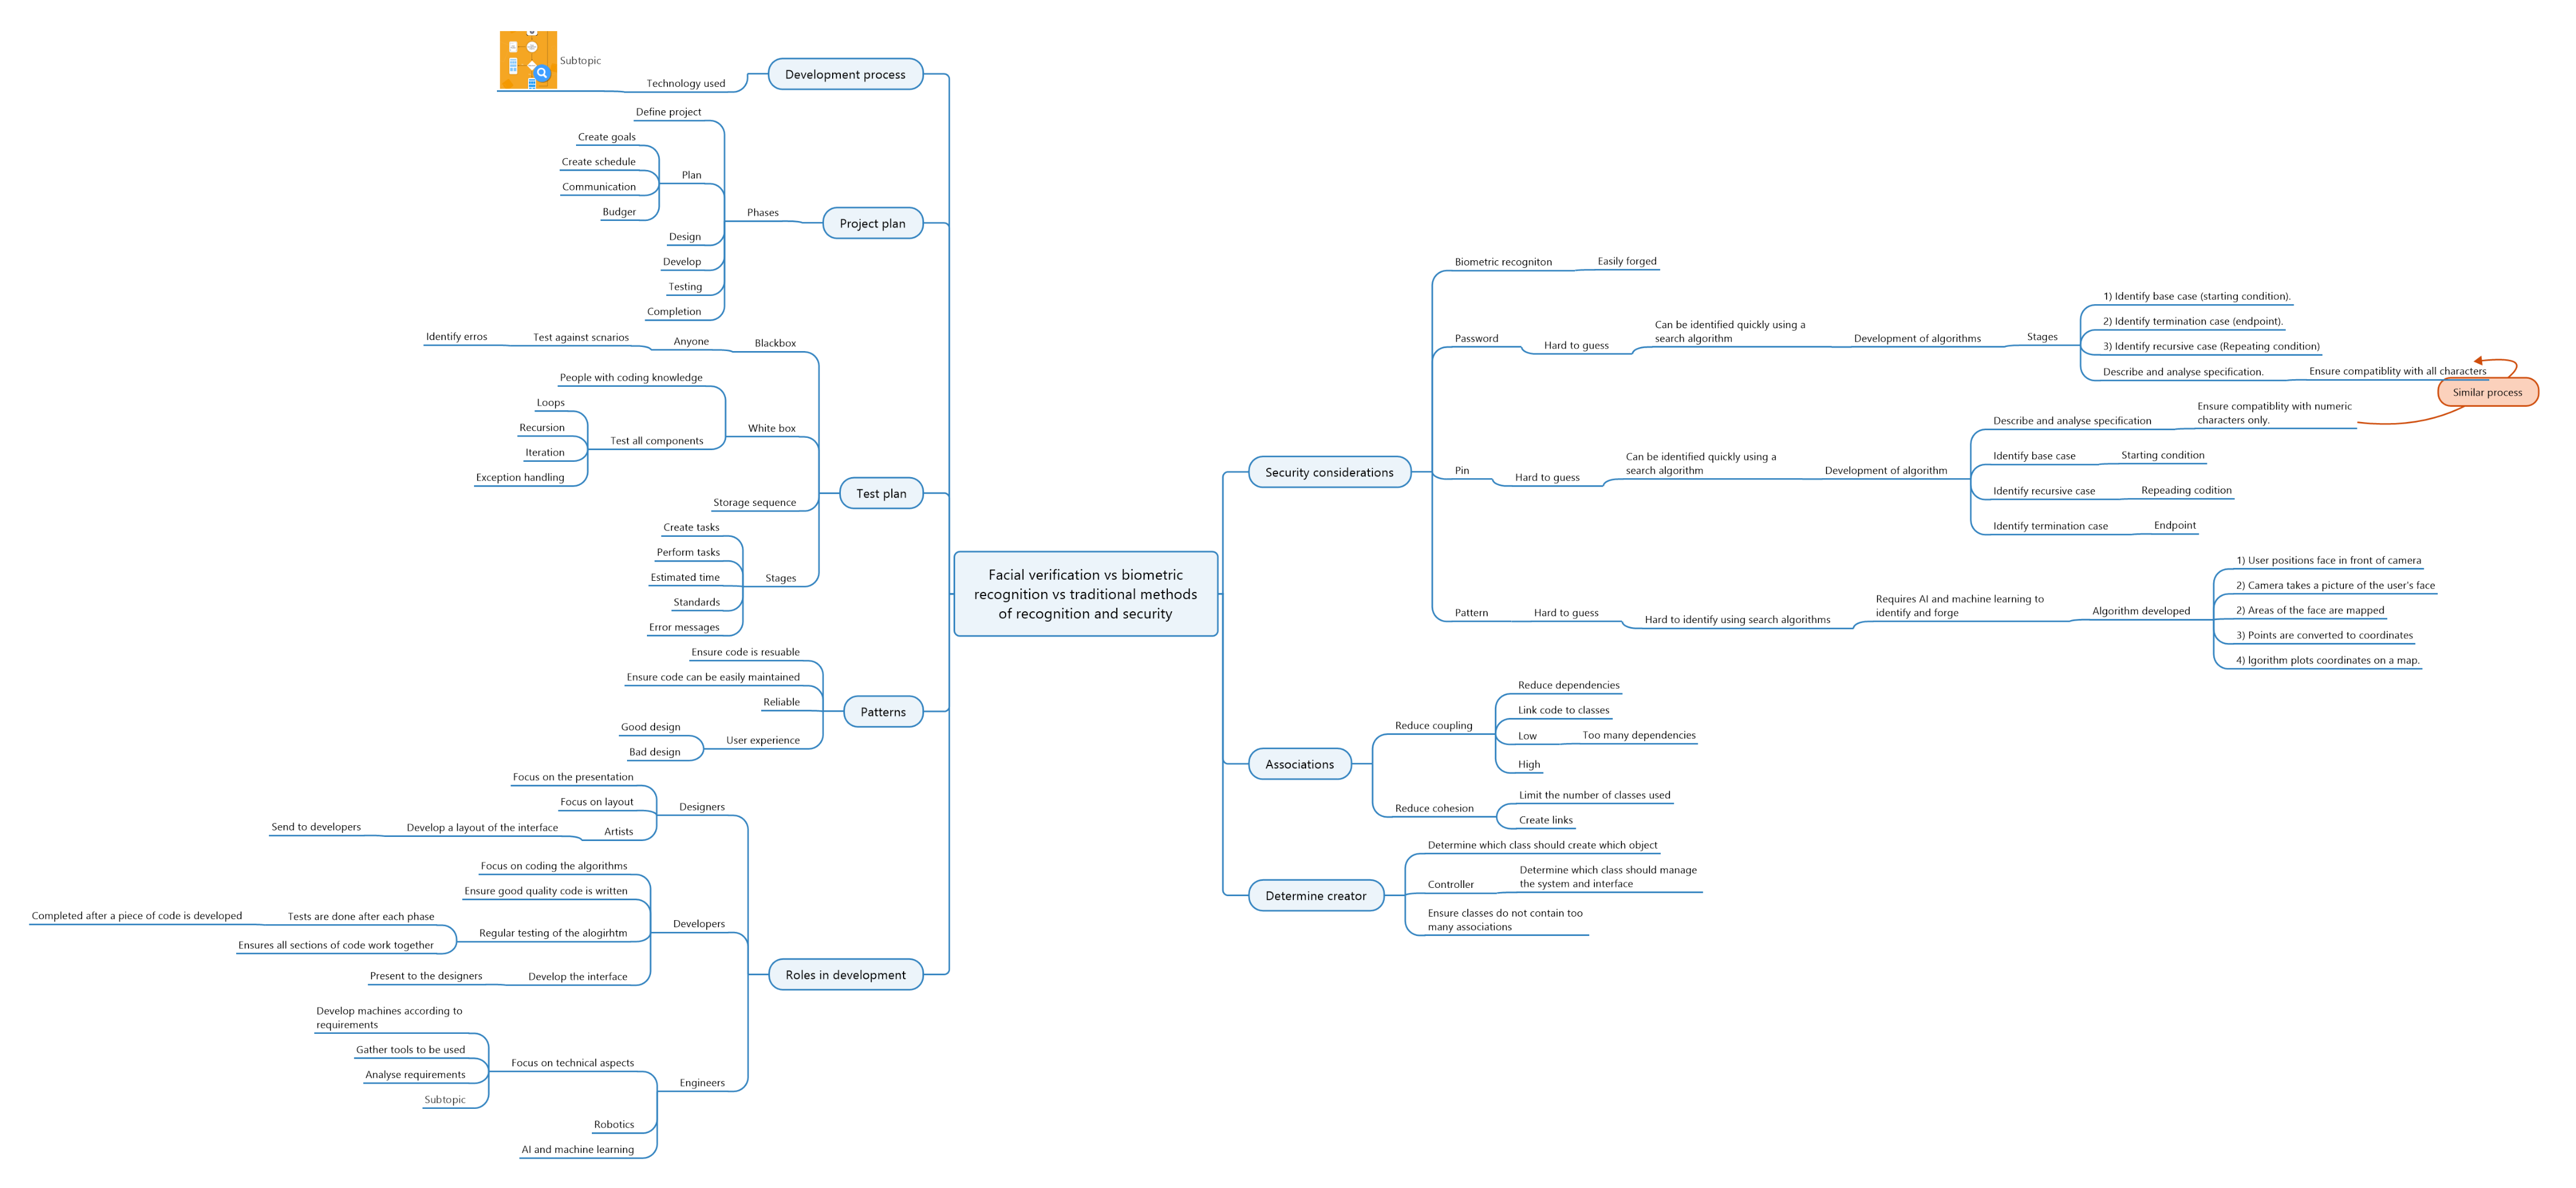 Subtopic
Technology used
Development process
Define project
Create goals
Create schedule
Communication
Budger
Plan
Design
Develop
Testing
Completion
Phases
Project plan
Identify erros
Test against scnarios
Anyone
Blackbox
People with coding knowledge
Loops
Recursion
Iteration
Exception handling
Test all components
White box
Storage sequence
Create tasks
Perform tasks
Estimated time
Standards
Error messages
Stages
Test plan
Ensure code is resuable
Ensure code can be easily maintained
Reliable
Good design
Bad design
User experience
Patterns
Focus on the presentation
Focus on layout
Send to developers
Develop a layout of the interface
Artists
Designers
Focus on coding the algorithms
Ensure good quality code is written
Completed after a piece of code is developed
Tests are done after each phase
Ensures all sections of code work together
Regular testing of the alogirhtm
Present to the designers
Develop the interface
Developers
Develop machines according to
requirements
Gather tools to be used
Analyse requirements
Subtopic
Focus on technical aspects
Robotics
AI and machine learning
Engineers
Roles in development
Facial verification vs biometric
recognition vs traditional methods
of recognition and security
Security considerations
Biometric recogniton
Easily forged
Password
Hard to guess
Can be identified quickly using a
search algorithm
Development of algorithms
Stages
1) Identify base case (starting condition).
2) Identify termination case (endpoint).
3) Identify recursive case (Repeating condition)
Describe and analyse specification.
Ensure compatiblity with all characters
Similar process
Pin
Hard to guess
Can be identified quickly using a
search algorithm
Development of algorithm
Describe and analyse specification
Ensure compatiblity with numeric
characters only.
Identify base case
Starting condition
Identify recursive case
Repeading codition
Identify termination case
Endpoint
Pattern
Hard to guess
Hard to identify using search algorithms
Requires AI and machine learning to
identify and forge
Algorithm developed
1) User positions face in front of camera
2) Camera takes a picture of the user's face
2) Areas of the face are mapped
3) Points are converted to coordinates
4) lgorithm plots coordinates on a map.
Associations
Reduce coupling
Reduce dependencies
Link code to classes
Low
Too many dependencies
High
Reduce cohesion
Limit the number of classes used
Create links
Determine creator
Determine which class should create which object
Controller
Determine which class should manage
the system and interface
Ensure classes do not contain too
many associations